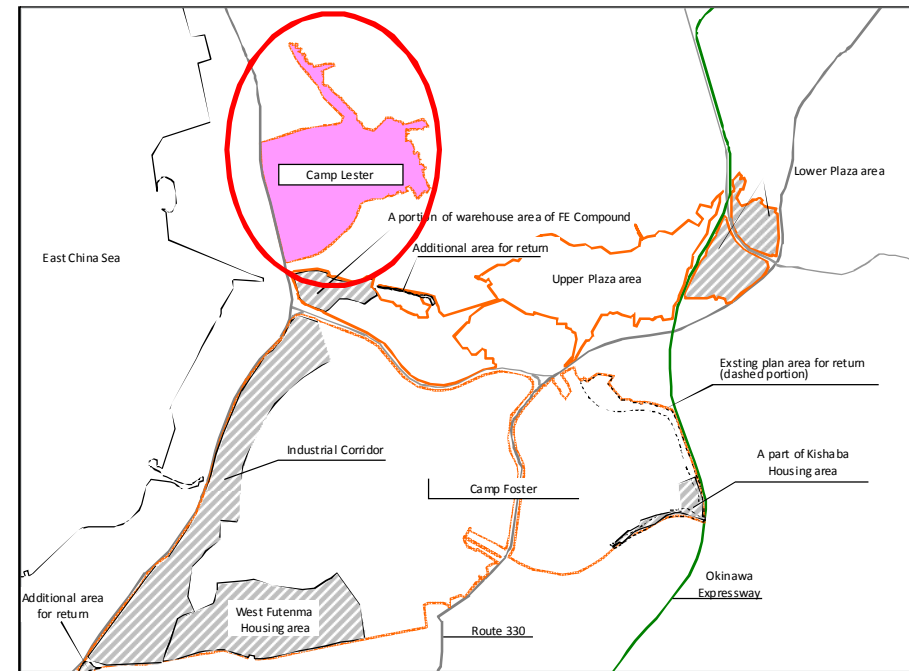 Camp Lester
Lower Plaza area
A portion of warehouse area of FE Compound
Additional area for return
East China Sea
Upper Plaza area
Exsting plan area for return
(dashed portion)
Industrial Corridor
A part of Kishaba
Housing area
Camp Foster
Additional area
for return
West Futenma
Housing area
Okinawa
Expressway
Route 330